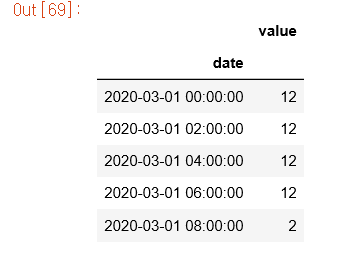 Out[69]:
value
date
2020-03-01 00:00:00 12
2020-03-01 02:00:00 12
2020-03-01 04:00:00 12
2020-03-01 06:00:00 12
2020-03-01 08:00:00 2